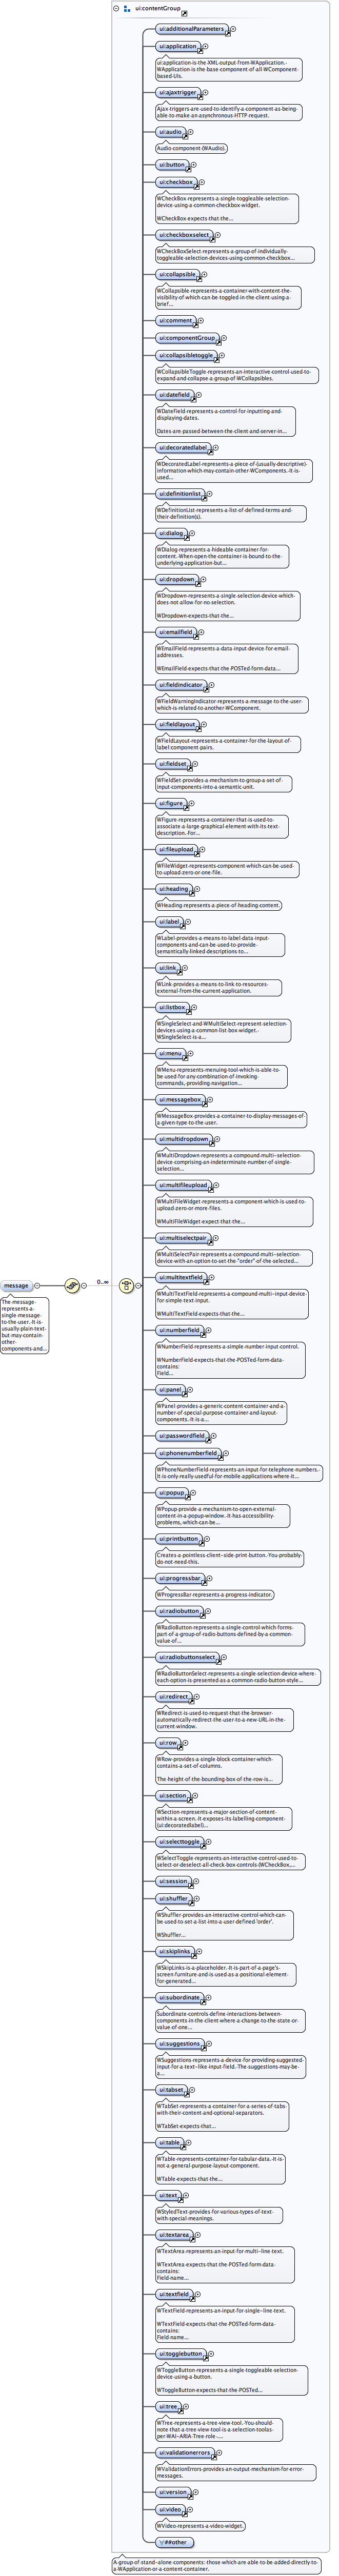 ui:contentGroup
ui:additionalParameters
ui:application
ui:application is the XML output from WApplication.
WApplication is the base component of all WComponent
based UIs.
ui:ajaxtrigger
Ajax triggers are used to identify a component as being
able to make an asynchronous HTTP request.
ui:audio
Audio component (WAudio).
ui:button
ui:checkbox
WCheckBox represents a single toggleable selection
device using a common checkbox widget.
WCheckBox expects that the...
ui:checkboxselect
WCheckBoxSelect represents a group of individually
toggleable selection devices using common checkbox...
ui:collapsible
WCollapsible represents a container with content the
visibility of which can be toggled in the client using a
brief...
ui:comment
ui:componentGroup
ui:collapsibletoggle
WCollapsibleToggle represents an interactive control used to
expand and collapse a group of WCollapsibles.
ui:datefield
WDateField represents a control for inputting and
displaying dates.
Dates are passed between the client and server in...
ui:decoratedlabel
WDecoratedLabel represents a piece of (usually descriptive)
information which may contain other WComponents. It is
used...
ui:definitionlist
WDefinitionList represents a list of defined terms and
their definition(s).
ui:dialog
WDialog represents a hideable container for
content. When open the container is bound to the
underlying application but...
ui:dropdown
WDropdown represents a single selection device which
does not allow for no selection.
WDropdown expects that the...
ui:emailfield
WEmailField represents a data input device for email
addresses.
WEmailField expects that the POSTed form data...
ui:fieldindicator
WFieldWarningIndicator represents a message to the user
which is related to another WComponent.
ui:fieldlayout
WFieldLayout represents a container for the layout of
label:component pairs.
ui:fieldset
WFieldSet provides a mechanism to group a set of
input components into a semantic unit.
ui:figure
WFigure represents a container that is used to
associate a large graphical element with its text
description. For...
ui:fileupload
WFileWidget represents component which can be used
to upload zero or one file.
ui:heading
WHeading represents a piece of heading content.
ui:label
WLabel provides a means to label data input
components and can be used to provide
semantically linked descriptions to...
ui:link
WLink provides a means to link to resources
external from the current application.
ui:listbox
WSingleSelect and WMultiSelect represent selection
devices using a common list box widget.
WSingleSelect is a...
ui:menu
WMenu represents menuing tool which is able to
be used for any combination of invoking
commands, providing navigation...
ui:messagebox
WMessageBox provides a container to display messages of
a given type to the user.
ui:multidropdown
WMultiDropdown represents a compound multi-selection
device comprising an indeterminate number of single
selection...
ui:multifileupload
WMultiFileWidget represents a component which is used to
upload zero or more files.
WMultiFileWidget expect that the...
ui:multiselectpair
WMultiSelectPair represents a compound multi-selection
device with an option to set the "order" of the selected...
ui:multitextfield
WMultiTextField represents a compound multi-input device
for simple text input.
WMultiTextField expects that the...
message
0..∞
The message
represents a
single message
to the user. It is
usually plain text
but may contain
other
components and...
ui:numberfield
WNumberField represents a simple number input control.
WNumberField expects that the POSTed form data
contains:
Field...
ui:panel
WPanel provides a generic content container and a
number of special purpose container and layout
components. It is a...
ui:passwordfield
ui:phonenumberfield
WPhoneNumberField represents an input for telephone numbers.
It is only really usedful for mobile applications where it...
ui:popup
WPopup provide a mechanism to open external
content in a popup window. It has accessibility
problems, which can be...
ui:printbutton
Creates a pointless client-side print button. You probably
do not need this.
ui:progressbar
WProgressBar represents a progress indicator.
ui:radiobutton
WRadioButton represents a single control which forms
part of a group of radio buttons defined by a common
value of...
ui:radiobuttonselect
WRadioButtonSelect represents a single selection device where
each option is presented as a common radio button style...
ui:redirect
WRedirect is used to request that the browser
automatically redirect the user to a new URL in the
current window.
ui:row
WRow provides a single block container which
contains a set of columns.
The height of the bounding box of the row is...
ui:section
WSection represents a major section of content
within a screen. It exposes its labelling component
(ui:decoratedlabel)...
ui:selecttoggle
WSelectToggle represents an interactive control used to
select or deselect all check box controls (WCheckBox,...
ui:session
ui:shuffler
WShuffler provides an interactive control which can
be used to set a list into a user defined 'order'.
WShuffler...
ui:skiplinks
WSkipLinks is a placeholder. It is part of a page's
screen furniture and is used as a positional element
for generated...
ui:subordinate
Subordinate controls define interactions between
components in the client where a change to the state or
value of one...
ui:suggestions
WSuggestions represents a device for providing suggested
input for a text-like input field. The suggestions may be
a...
ui:tabset
WTabSet represents a container for a series of tabs
with their content and optional separators.
WTabSet expects that...
ui:table
WTable represents container for tabular data. It is
not a general purpose layout component.
WTable expects that the...
ui:text
WStyledText provides for various types of text
with special meanings.
ui:textarea
WTextArea represents an input for multi-line text.
WTextArea expects that the POSTed form data
contains:
Field name...
ui:textfield
WTextField represents an input for single-line text.
WTextField expects that the POSTed form data
contains:
Field name...
ui:togglebutton
WToggleButton represents a single toggleable selection
device using a button.
WToggleButton expects that the POSTed...
ui:tree
WTree represents a tree view tool. You should
note that a tree view tool is a selection tool as
per WAI-ARIA Tree role ....
ui:validationerrors
WValidationErrors provides an output mechanism for error
messages.
ui:version
ui:video
WVideo represents a video widget.
##other
A group of stand-alone components: those which are able to be added directly to
a WApplication or a content container.